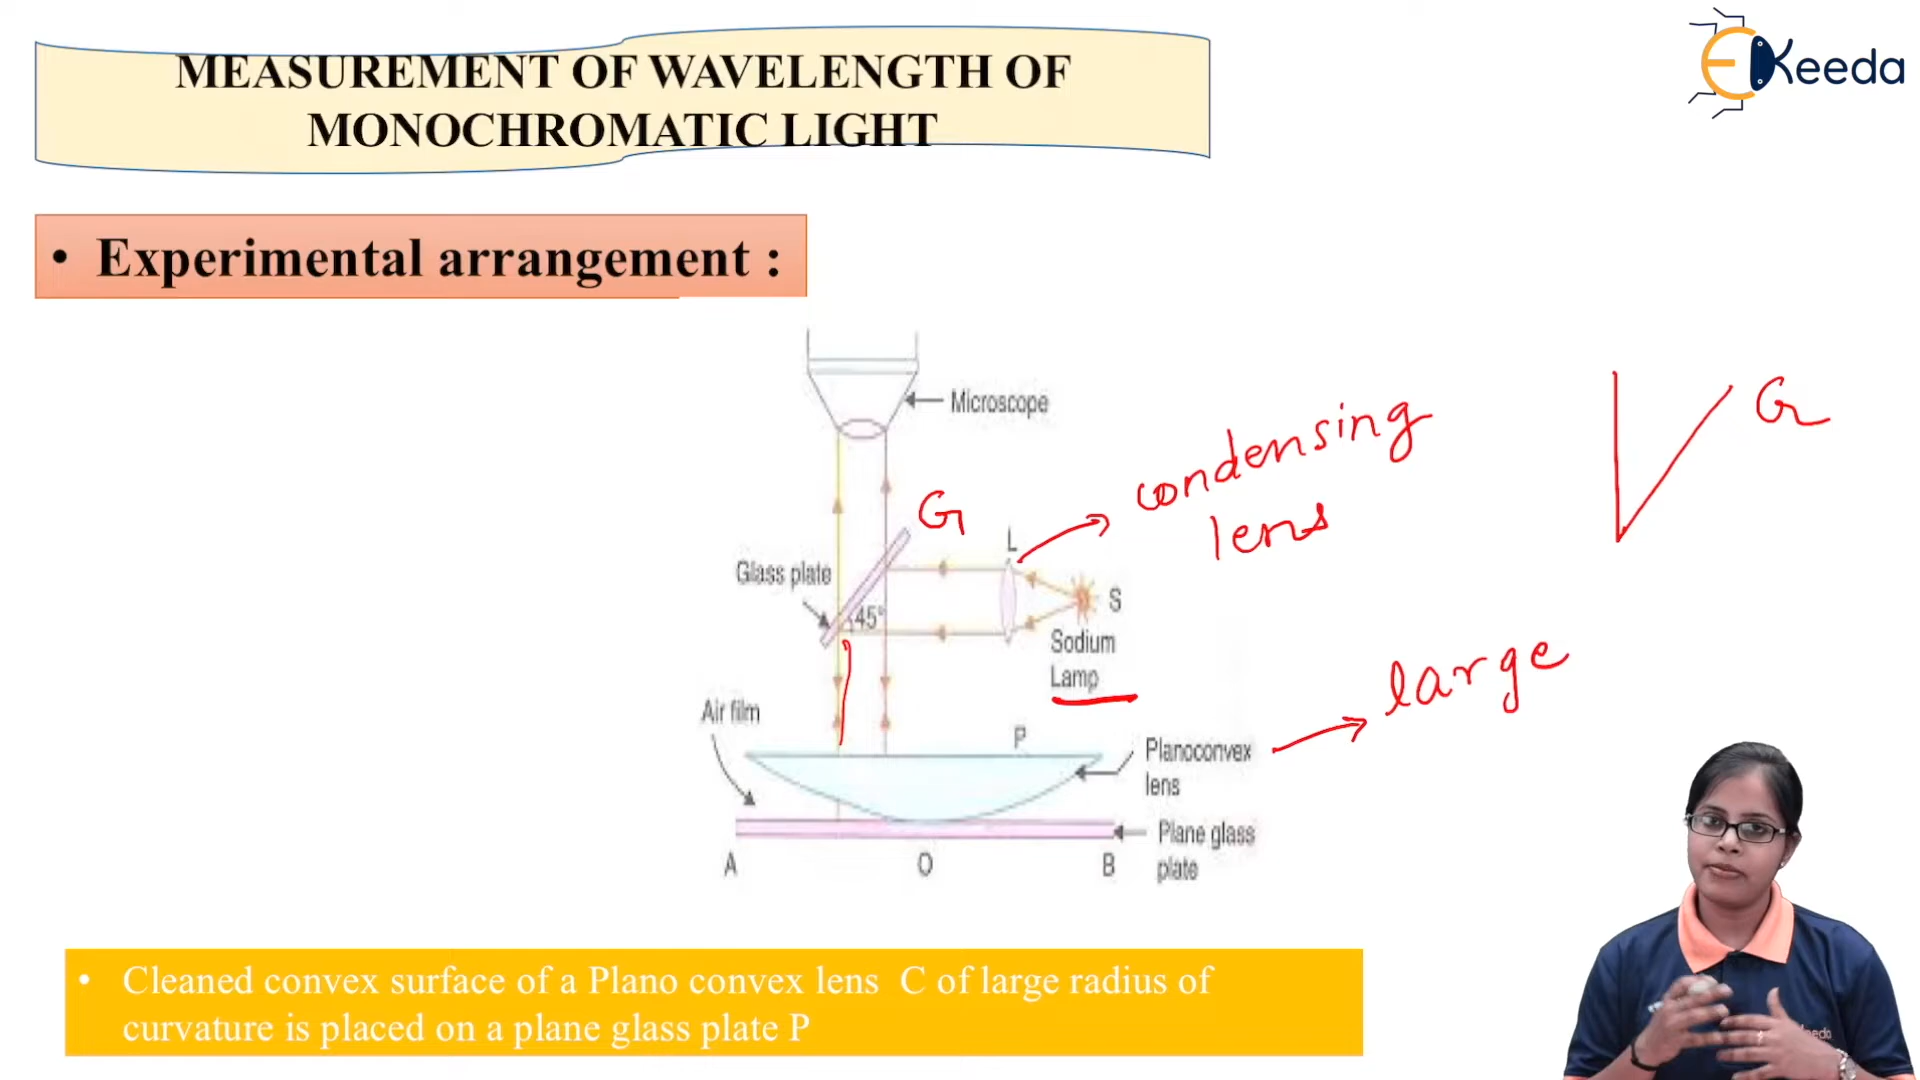 MEASUREMENT OF WAVELENGTH OF
MONOCHROMATIC LIGHT
EKeeda
• Experimental arrangement :
Microscope
condensing
lens
G
G
L
Glass plate
45°
S
Sodium
Lamp
large
Air film
P
Planoconvex
lens
Plane glass
plate
A
O
B
• Cleaned convex surface of a Plano convex lens C of large radius of
curvature is placed on a plane glass plate P